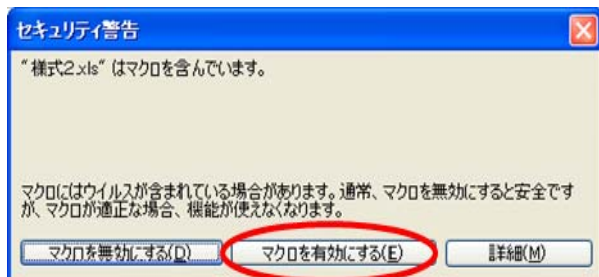 セキュリティ警告
"様式2.xls" はマクロを含んでいます。
マクロにはウイルスが含まれている場合があります。通常、マクロを無効にすると安全です
が、マクロが適正な場合、機能が使えなくなります。
マクロを無効にする(D) マクロを有効にする(E) 詳細(M)